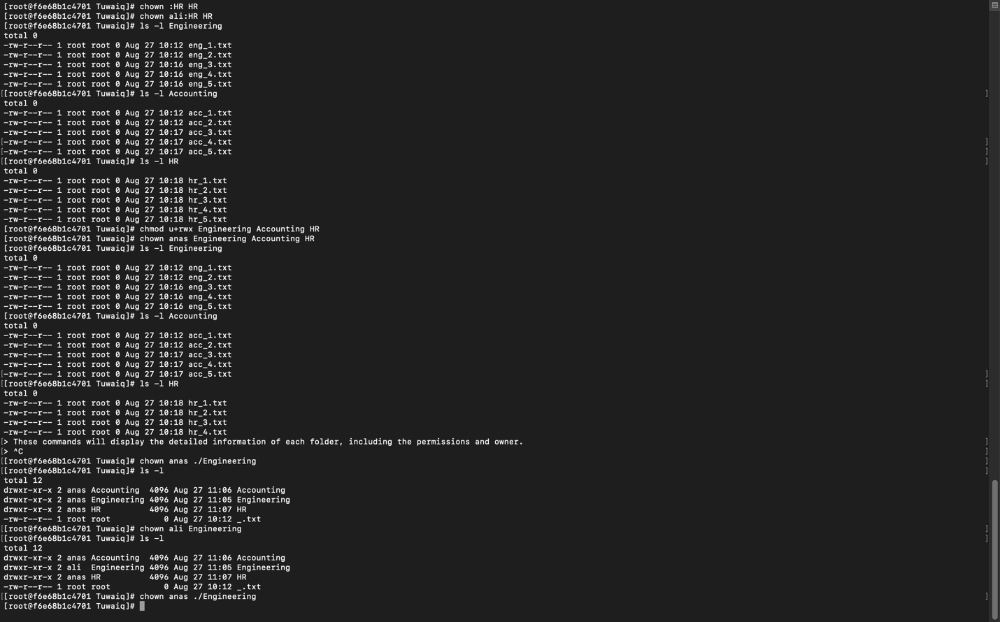 [root@f6e68b1c4701 Tuwaiq]# chown :HR HR
[root@f6e68b1c4701 Tuwaiq]# chown ali:HR HR
[root@f6e68b1c4701 Tuwaiq]# ls -l Engineering
total 0
-rw-r--r-- 1 root root 0 Aug 27 10:12 eng_1.txt
-rw-r--r-- 1 root root 0 Aug 27 10:12 eng_2.txt
-rw-r--r-- 1 root root 0 Aug 27 10:16 eng_3.txt
-rw-r--r-- 1 root root 0 Aug 27 10:16 eng_4.txt
-rw-r--r-- 1 root root 0 Aug 27 10:16 eng_5.txt
[[root@f6e68b1c4701 Tuwaiq]# ls -l Accounting ]
total 0
-rw-r--r-- 1 root root 0 Aug 27 10:12 acc_1.txt
-rw-r--r-- 1 root root 0 Aug 27 10:12 acc_2.txt
-rw-r--r-- 1 root root 0 Aug 27 10:17 acc_3.txt
[-rw-r--r-- 1 root root 0 Aug 27 10:17 acc_4.txt ]
[-rw-r--r-- 1 root root 0 Aug 27 10:17 acc_5.txt ]
[[root@f6e68b1c4701 Tuwaiq]# ls -l HR ]
total 0
-rw-r--r-- 1 root root 0 Aug 27 10:18 hr_1.txt
-rw-r--r-- 1 root root 0 Aug 27 10:18 hr_2.txt
-rw-r--r-- 1 root root 0 Aug 27 10:18 hr_3.txt
-rw-r--r-- 1 root root 0 Aug 27 10:18 hr_4.txt
-rw-r--r-- 1 root root 0 Aug 27 10:18 hr_5.txt
[root@f6e68b1c4701 Tuwaiq]# chmod u+rwx Engineering Accounting HR
[root@f6e68b1c4701 Tuwaiq]# chown anas Engineering Accounting HR
[root@f6e68b1c4701 Tuwaiq]# ls -l Engineering
total 0
-rw-r--r-- 1 root root 0 Aug 27 10:12 eng_1.txt
-rw-r--r-- 1 root root 0 Aug 27 10:12 eng_2.txt
-rw-r--r-- 1 root root 0 Aug 27 10:16 eng_3.txt
-rw-r--r-- 1 root root 0 Aug 27 10:16 eng_4.txt
-rw-r--r-- 1 root root 0 Aug 27 10:16 eng_5.txt
[root@f6e68b1c4701 Tuwaiq]# ls -l Accounting
total 0
-rw-r--r-- 1 root root 0 Aug 27 10:12 acc_1.txt
-rw-r--r-- 1 root root 0 Aug 27 10:12 acc_2.txt
-rw-r--r-- 1 root root 0 Aug 27 10:17 acc_3.txt
-rw-r--r-- 1 root root 0 Aug 27 10:17 acc_4.txt
[-rw-r--r-- 1 root root 0 Aug 27 10:17 acc_5.txt ]
[[root@f6e68b1c4701 Tuwaiq]# ls -l HR ]
total 0
-rw-r--r-- 1 root root 0 Aug 27 10:18 hr_1.txt
-rw-r--r-- 1 root root 0 Aug 27 10:18 hr_2.txt
-rw-r--r-- 1 root root 0 Aug 27 10:18 hr_3.txt
-rw-r--r-- 1 root root 0 Aug 27 10:18 hr_4.txt
[> These commands will display the detailed information of each folder, including the permissions and owner. ]
[> ^C ]
[[root@f6e68b1c4701 Tuwaiq]# chown anas ./Engineering ]
[[root@f6e68b1c4701 Tuwaiq]# ls -l ]
total 12
drwxr-xr-x 2 anas Accounting  4096 Aug 27 11:06 Accounting
drwxr-xr-x 2 anas Engineering 4096 Aug 27 11:05 Engineering
drwxr-xr-x 2 anas HR          4096 Aug 27 11:07 HR
-rw-r--r-- 1 root root           0 Aug 27 10:12 _.txt
[[root@f6e68b1c4701 Tuwaiq]# chown ali Engineering ]
[[root@f6e68b1c4701 Tuwaiq]# ls -l ]
total 12
drwxr-xr-x 2 anas Accounting  4096 Aug 27 11:06 Accounting
drwxr-xr-x 2 ali  Engineering 4096 Aug 27 11:05 Engineering
drwxr-xr-x 2 anas HR          4096 Aug 27 11:07 HR
-rw-r--r-- 1 root root           0 Aug 27 10:12 _.txt
[[root@f6e68b1c4701 Tuwaiq]# chown anas ./Engineering ]
[root@f6e68b1c4701 Tuwaiq]#